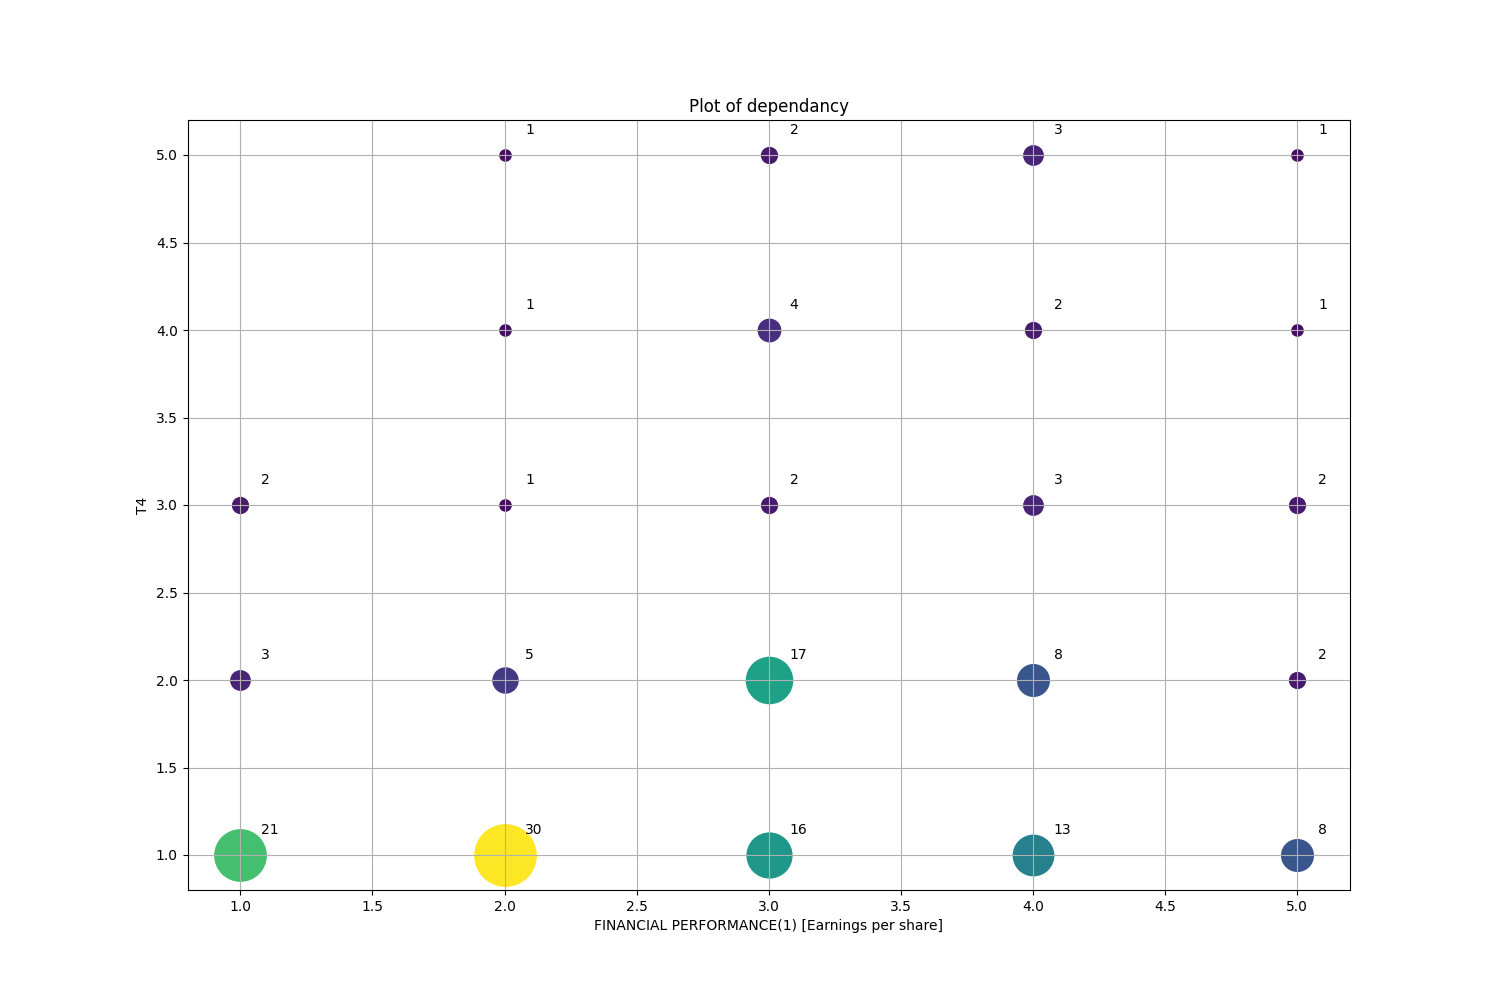 Plot of dependancy
1 2 3 1
5.0
4.5
1 4 2 1
4.0
3.5
2 1 2 3 2
3.0
T4
2.5
3 5 17 8 2
2.0
1.5
21 30 16 13 8
1.0
1.0 1.5 2.0 2.5 3.0 3.5 4.0 4.5 5.0
FINANCIAL PERFORMANCE(1) [Earnings per share]